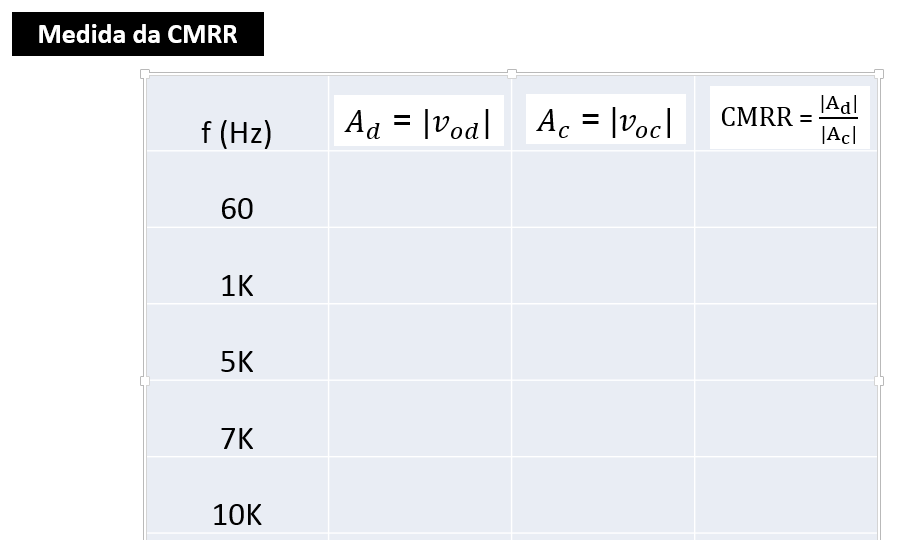 Medida da CMRR
f (Hz) A_d = |v_od| A_c = |v_oc| CMRR = |A_d|/|A_c|
60
1K
5K
7K
10K